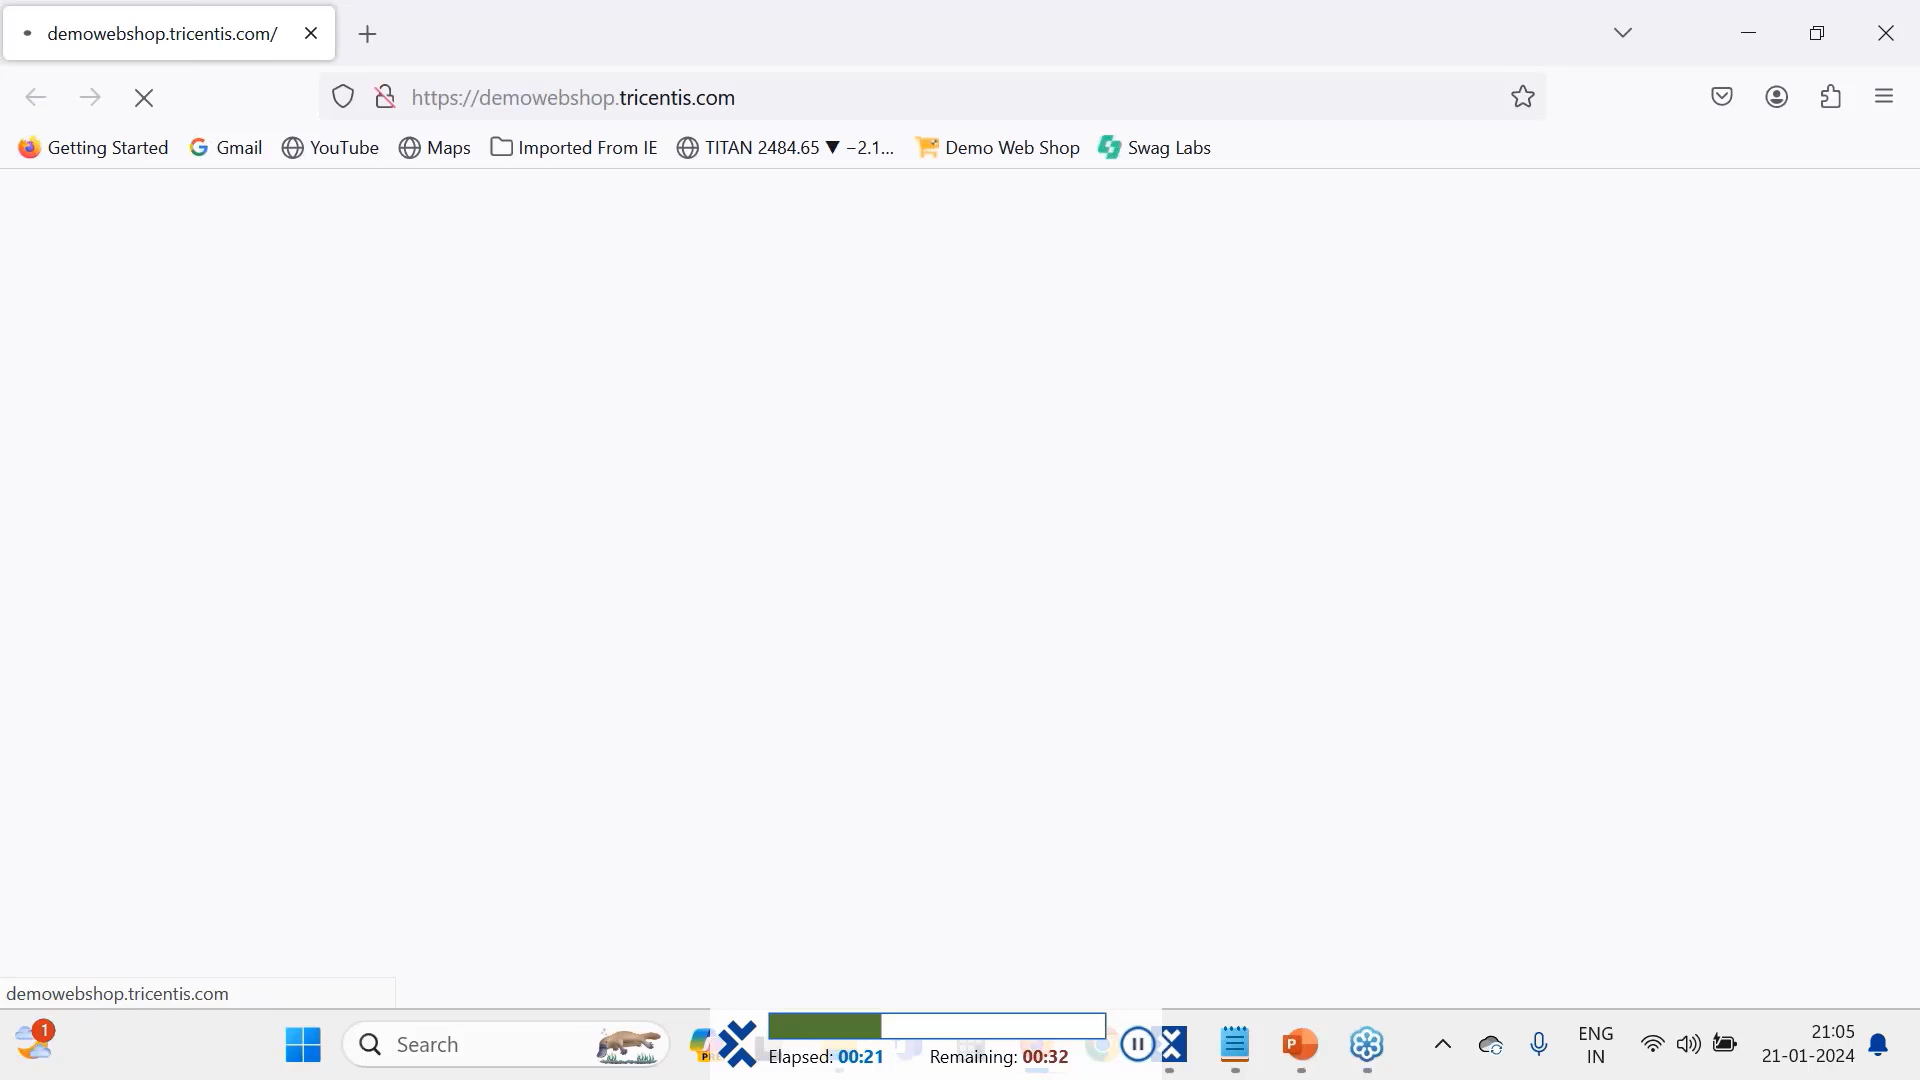 demowebshop.tricentis.com/
https://demowebshop.tricentis.com
Getting Started Gmail YouTube Maps Imported From IE TITAN 2484.65 ▼ −2.1... Demo Web Shop Swag Labs
demowebshop.tricentis.com
1
Search
Elapsed: 00:21 Remaining: 00:32
P
ENG
IN
21:05
21-01-2024